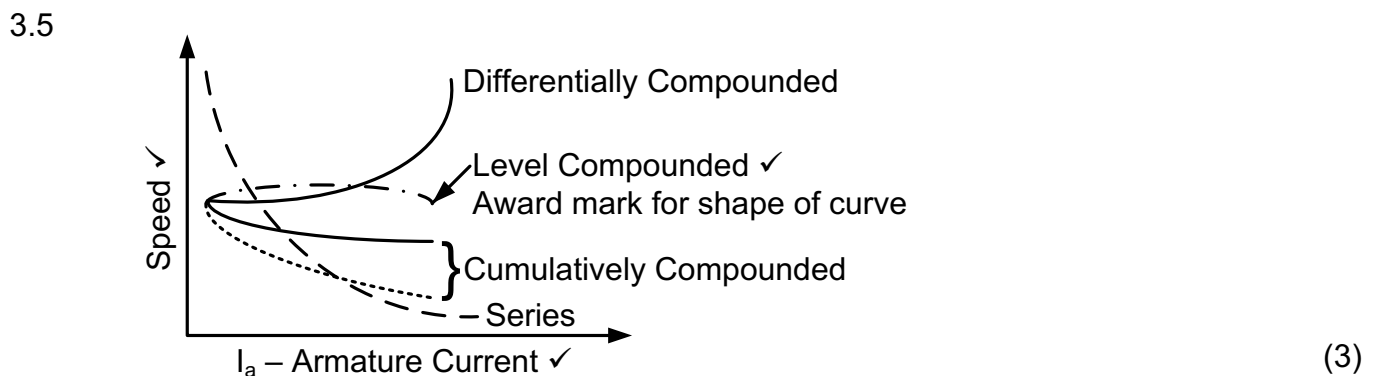 3.5
Differentially Compounded
Level Compounded ✓
Award mark for shape of curve
Speed ✓
Cumulatively Compounded
Series
Iₐ – Armature Current ✓
(3)